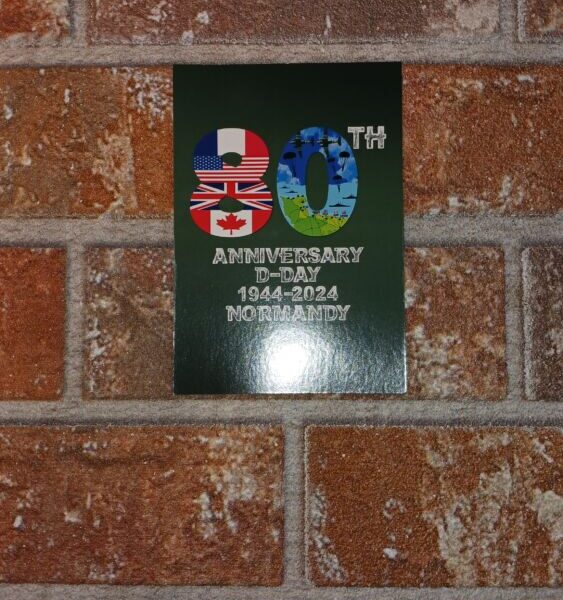 80TH
ANNIVERSARY
D-DAY
1944-2024
NORMANDY